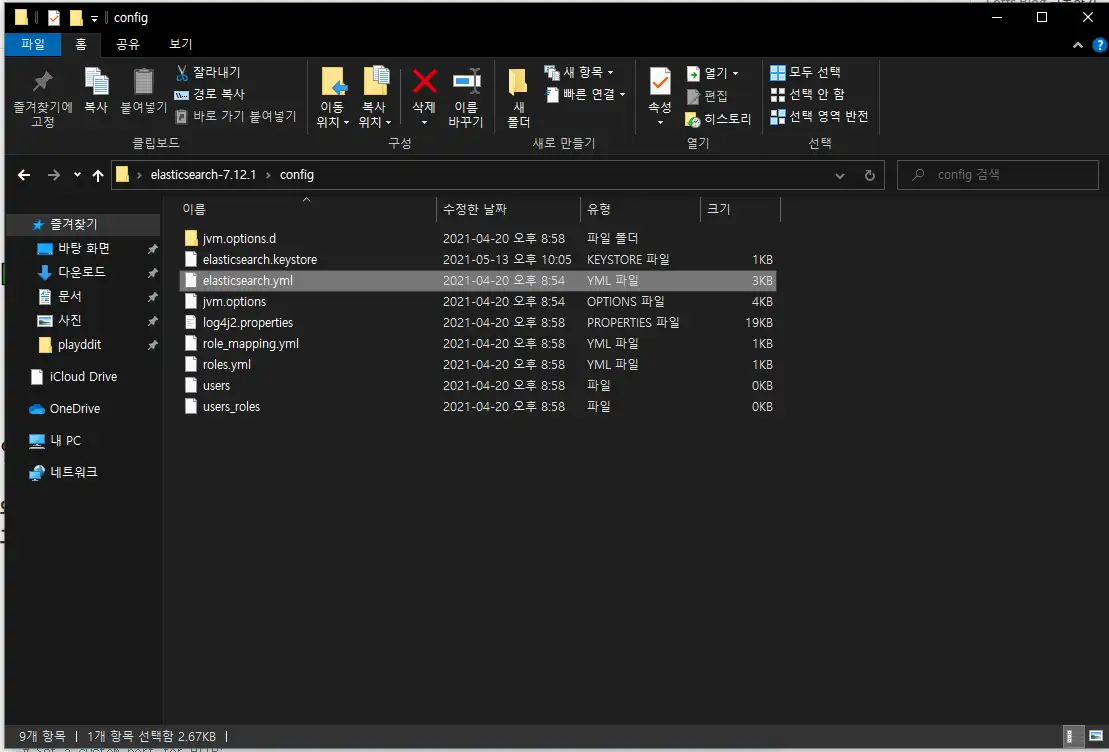 config
파일 홈 공유 보기
즐겨찾기에 고정
복사
붙여넣기
잘라내기
경로 복사
바로 가기 붙여넣기
클립보드
이동 위치
복사 위치
삭제
이름 바꾸기
구성
새 폴더
새 항목
빠른 연결
새로 만들기
속성
열기
편집
히스토리
열기
모두 선택
선택 안 함
선택 영역 반전
선택
elasticsearch-7.12.1 › config
config 검색
즐겨찾기
바탕 화면
다운로드
문서
사진
playddit
iCloud Drive
OneDrive
내 PC
네트워크
이름 수정한 날짜 유형 크기
jvm.options.d 2021-04-20 오후 8:58 파일 폴더
elasticsearch.keystore 2021-05-13 오후 10:05 KEYSTORE 파일 1KB
elasticsearch.yml 2021-04-20 오후 8:54 YML 파일 3KB
jvm.options 2021-04-20 오후 8:54 OPTIONS 파일 4KB
log4j2.properties 2021-04-20 오후 8:58 PROPERTIES 파일 19KB
role_mapping.yml 2021-04-20 오후 8:58 YML 파일 1KB
roles.yml 2021-04-20 오후 8:58 YML 파일 1KB
users 2021-04-20 오후 8:58 파일 0KB
users_roles 2021-04-20 오후 8:58 파일 0KB
9개 항목 | 1개 항목 선택함 2.67KB |